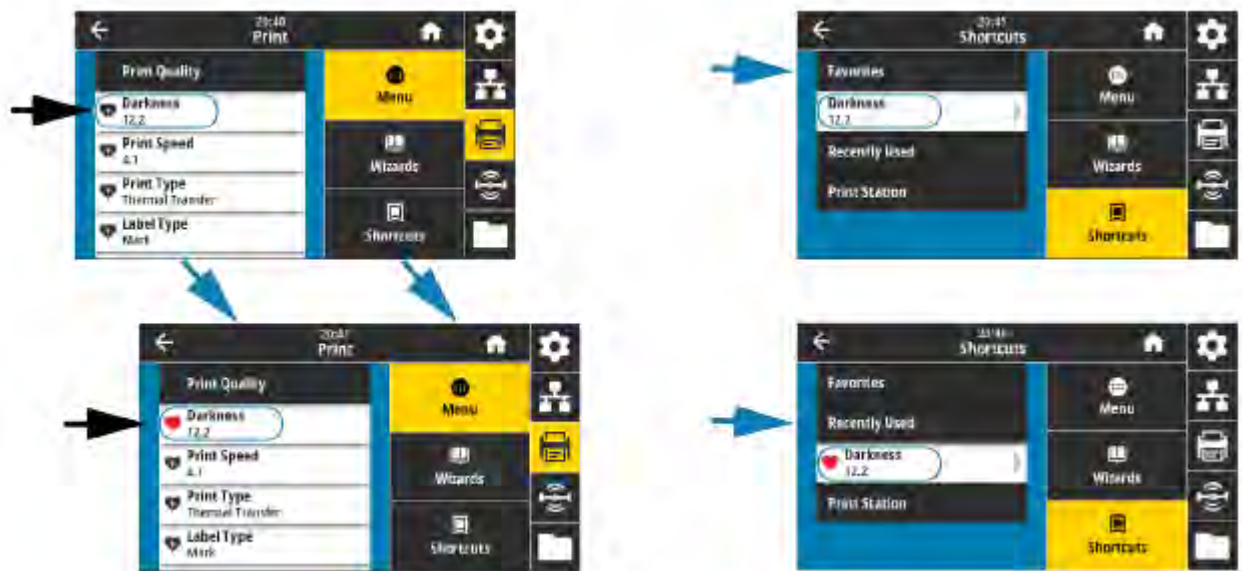 20:40
Print
Print Quality
Darkness
12.2
Print Speed
4.1
Print Type
Thermal Transfer
Label Type
Mark
Menu
Wizards
Shortcuts
20:45
Shortcuts
Favorites
Darkness
12.2
Recently Used
Print Station
Menu
Wizards
Shortcuts
Print
Print Quality
Darkness
12.2
Print Speed
4.1
Print Type
Thermal Transfer
Label Type
Mark
Menu
Wizards
Shortcuts
Shortcuts
Favorites
Recently Used
Darkness
12.2
Print Station
Menu
Wizards
Shortcuts